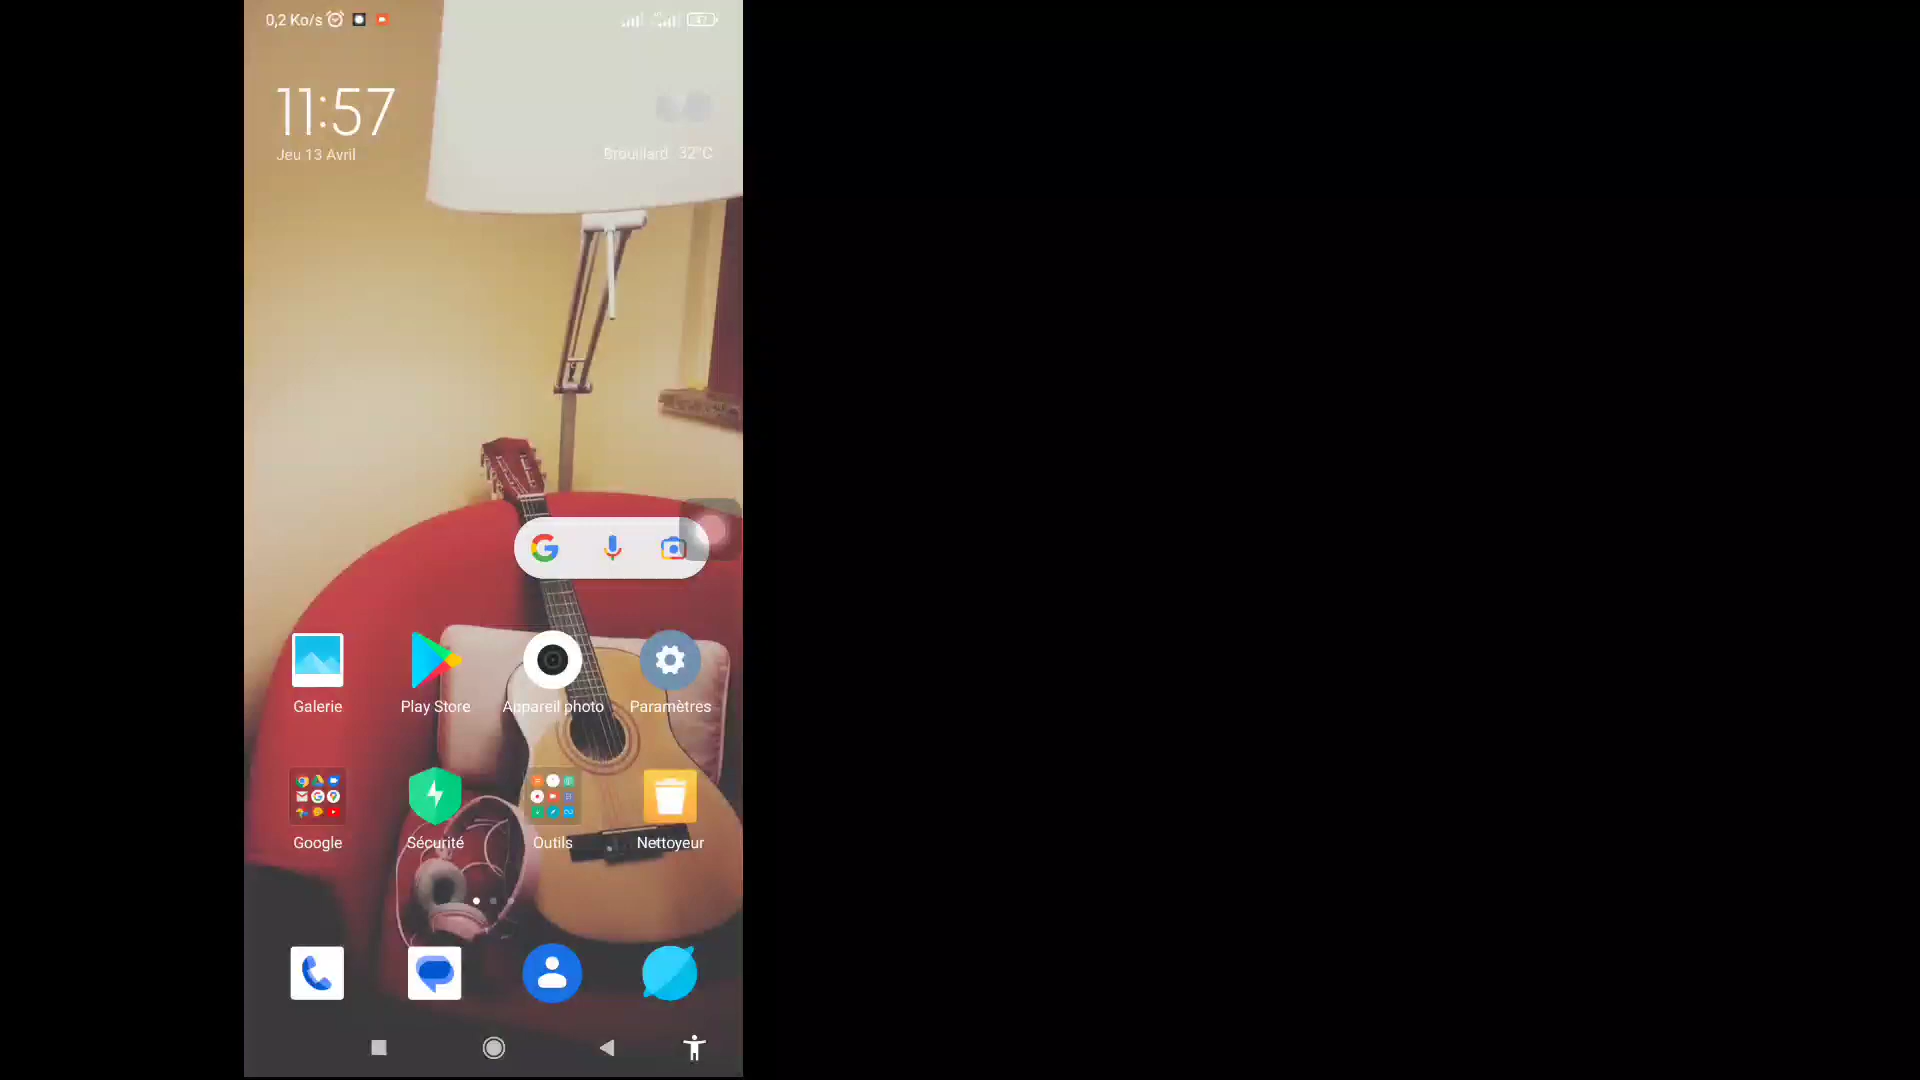 0,2 Ko/s
11:57
Jeu 13 Avril
Brouillard 32°C
Galerie
Play Store
Appareil photo
Paramètres
Google
Sécurité
Outils
Nettoyeur